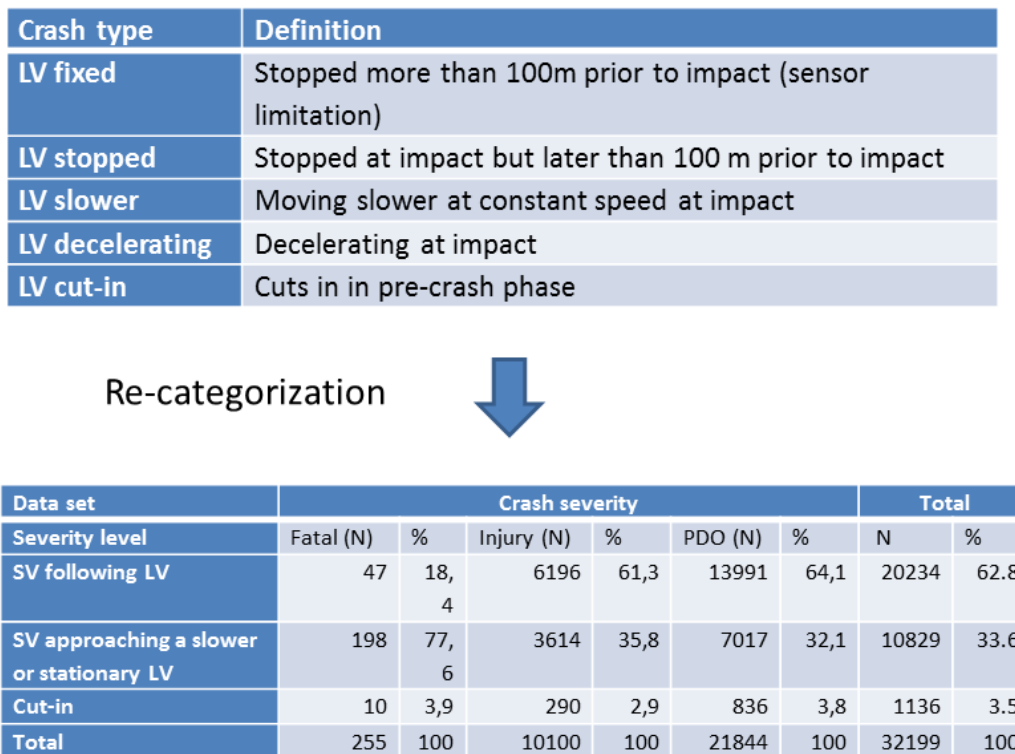 Crash type Definition
LV fixed Stopped more than 100m prior to impact (sensor
limitation)
LV stopped Stopped at impact but later than 100 m prior to impact
LV slower Moving slower at constant speed at impact
LV decelerating Decelerating at impact
LV cut-in Cuts in in pre-crash phase
Re-categorization
Data set Crash severity Total
Severity level Fatal (N) % Injury (N) % PDO (N) % N %
SV following LV 47 18, 6196 61,3 13991 64,1 20234 62.8
4
SV approaching a slower 198 77, 3614 35,8 7017 32,1 10829 33.6
or stationary LV 6
Cut-in 10 3,9 290 2,9 836 3,8 1136 3.5
Total 255 100 10100 100 21844 100 32199 100